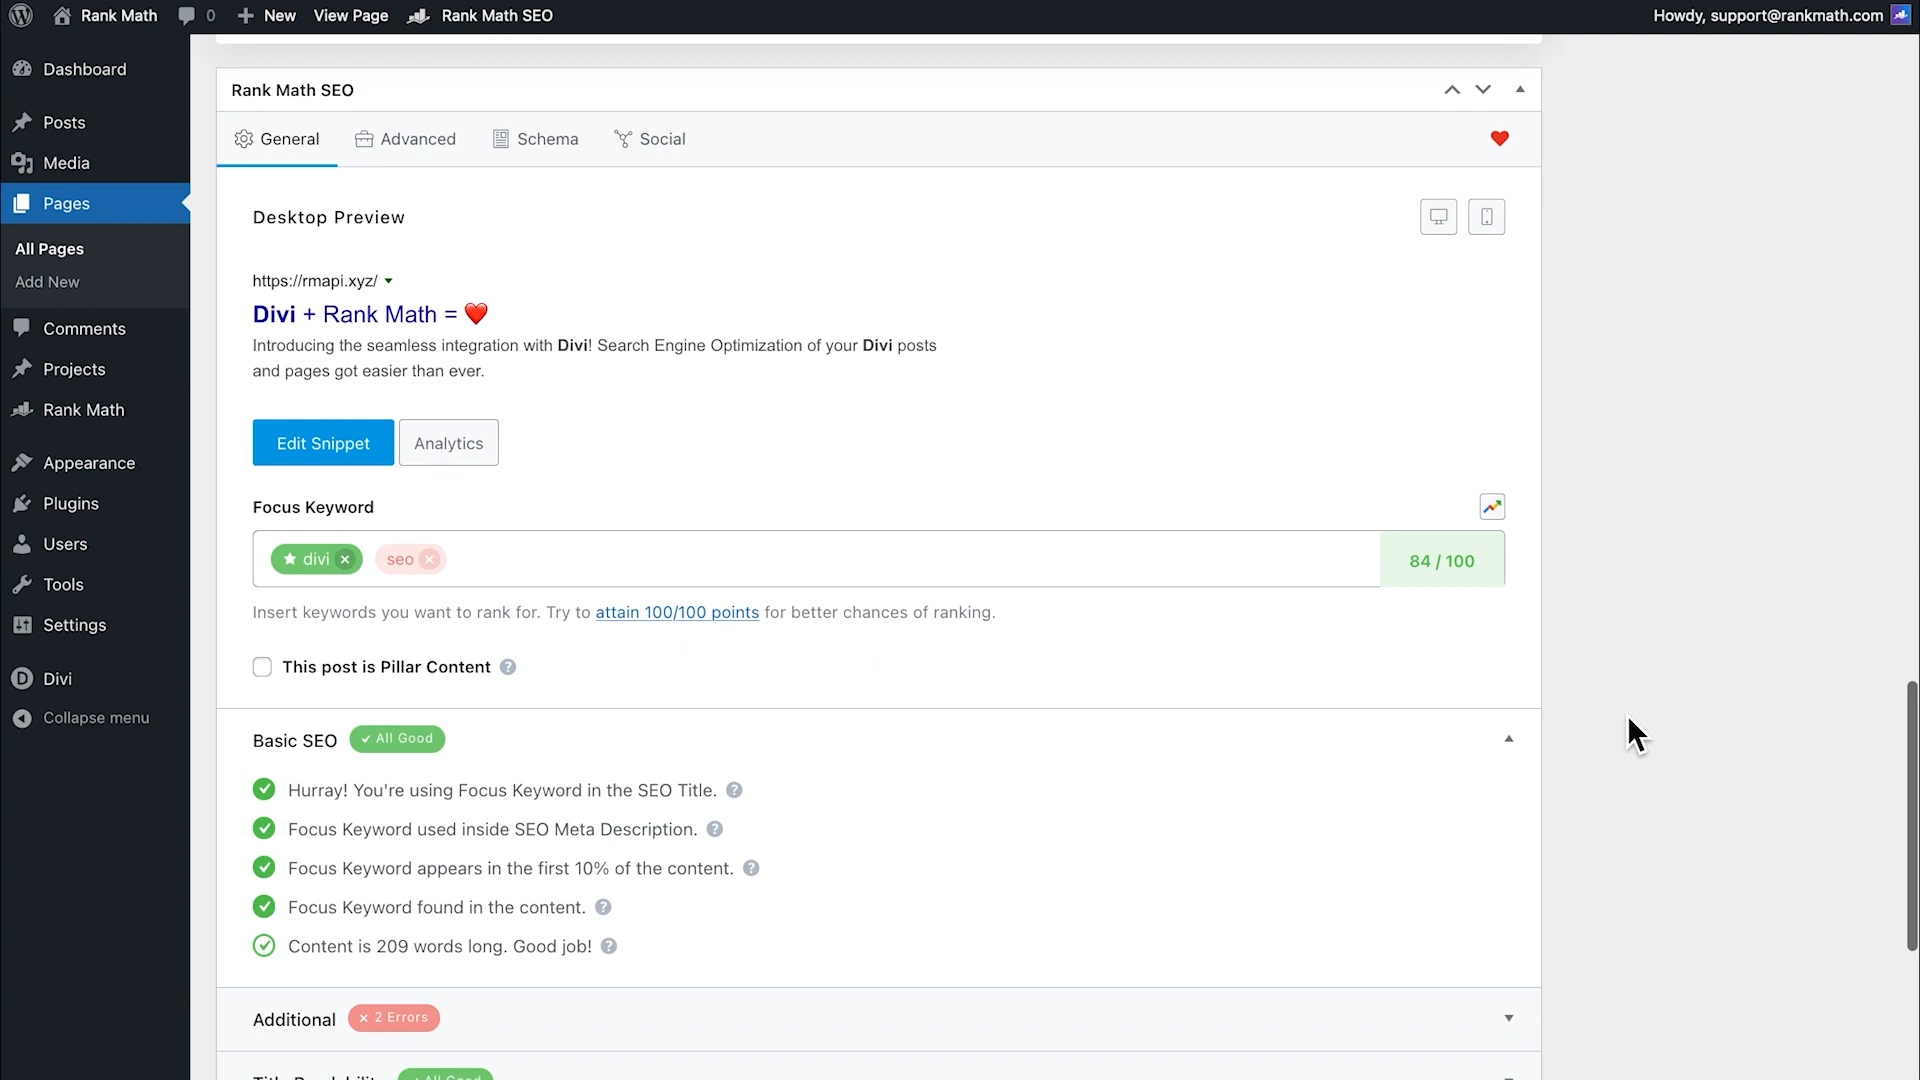 Rank Math
0
New
View Page
Rank Math SEO
Howdy, support@rankmath.com
Dashboard
Posts
Media
Pages
All Pages
Add New
Comments
Projects
Rank Math
Appearance
Plugins
Users
Tools
Settings
Divi
Collapse menu
Rank Math SEO
General
Advanced
Schema
Social
Desktop Preview
https://rmapi.xyz/
Divi + Rank Math = ❤️
Introducing the seamless integration with Divi! Search Engine Optimization of your Divi posts
and pages got easier than ever.
Edit Snippet
Analytics
Focus Keyword
divi
seo
84 / 100
Insert keywords you want to rank for. Try to attain 100/100 points for better chances of ranking.
This post is Pillar Content
Basic SEO
All Good
Hurray! You're using Focus Keyword in the SEO Title.
Focus Keyword used inside SEO Meta Description.
Focus Keyword appears in the first 10% of the content.
Focus Keyword found in the content.
Content is 209 words long. Good job!
Additional
2 Errors
All Good